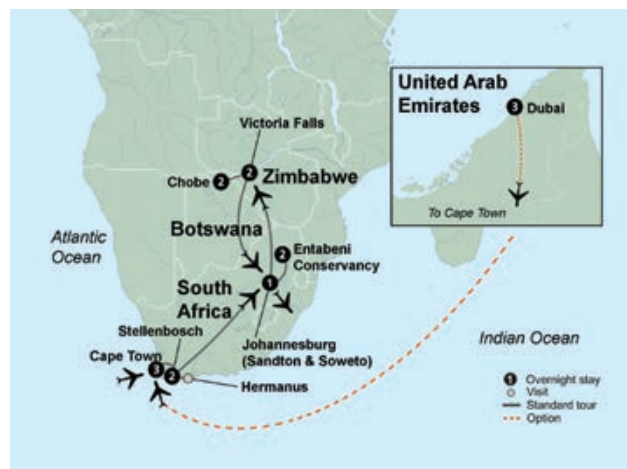 United Arab
Emirates
3
Dubai
To Cape Town
Victoria Falls
2
Zimbabwe
Chobe
2
Botswana
Atlantic
Ocean
2
Entabeni
Conservancy
South
Africa
1
Stellenbosch
Cape Town
3
2
Johannesburg
(Sandton & Soweto)
Hermanus
Indian Ocean
1 Overnight stay
Visit
Standard tour
Option